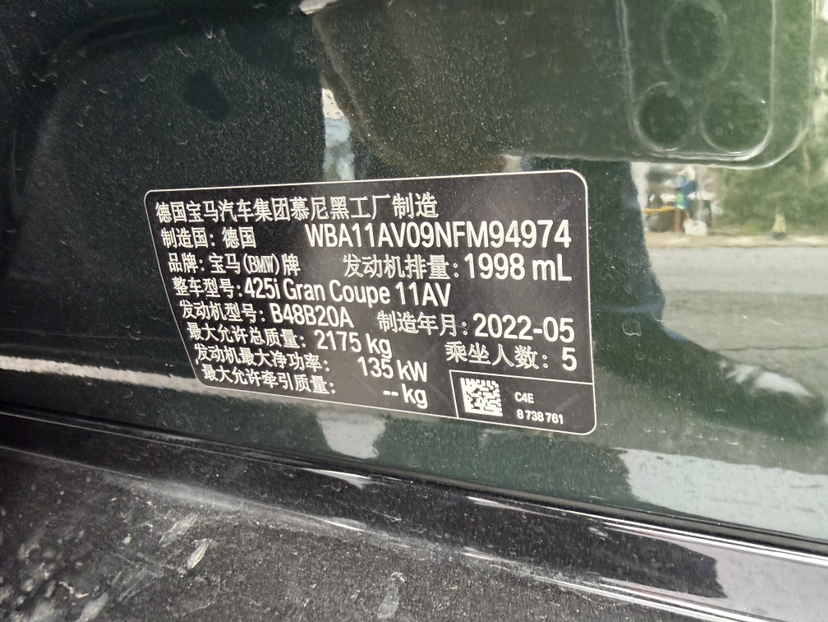 德国宝马汽车集团慕尼黑工厂制造
制造国: 德国 WBA11AV09NFM94974
品牌: 宝马(BMW)牌 发动机排量: 1998 mL
整车型号: 425i Gran Coupe 11AV
发动机型号: B48B20A 制造年月: 2022-05
最大允许总质量: 2175 kg 乘坐人数: 5
发动机最大净功率: 135 kW
最大允许牵引质量: -- kg
C4E
8 738 761